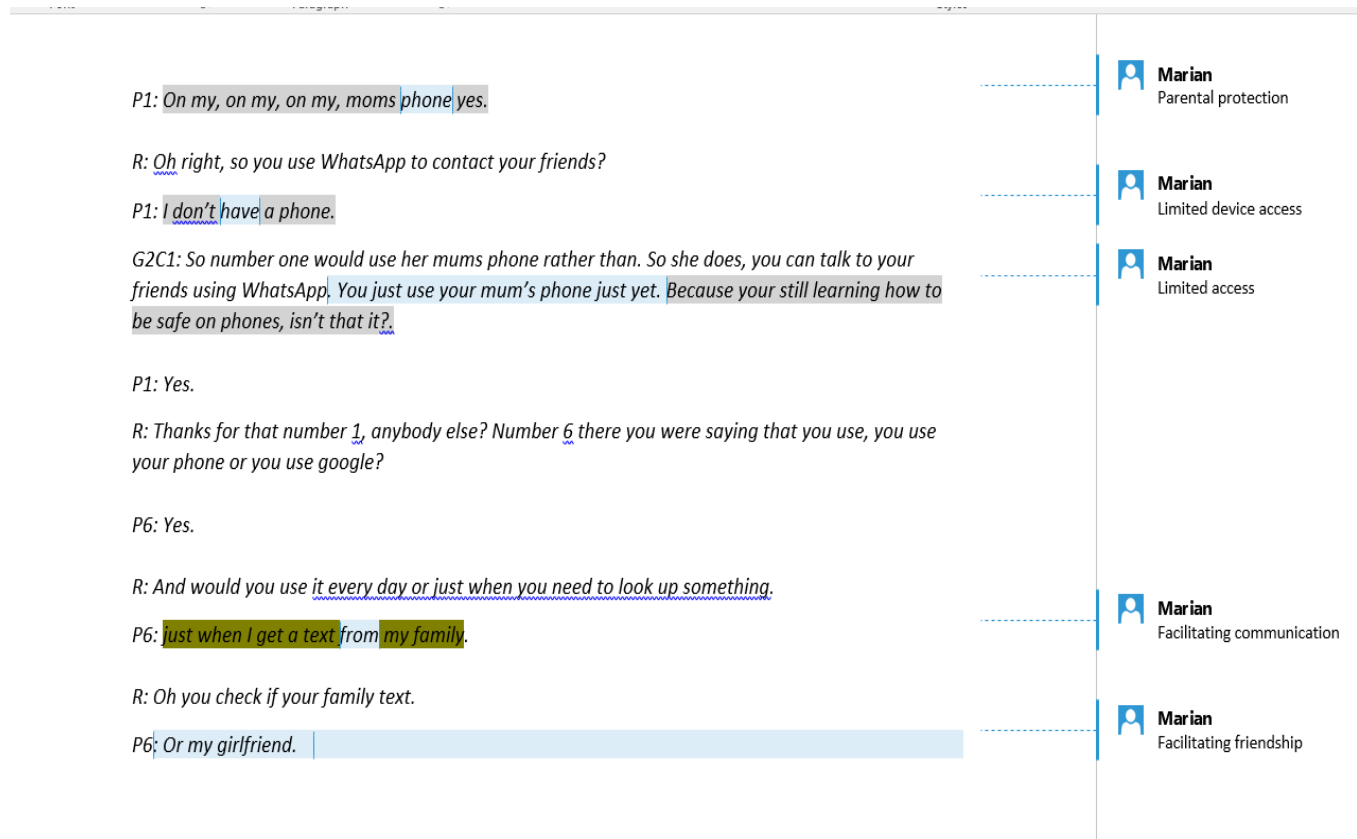 P1: On my, on my, on my, moms phone yes.
Marian
Parental protection
R: Oh right, so you use WhatsApp to contact your friends?
P1: I don't have a phone.
Marian
Limited device access
G2C1: So number one would use her mums phone rather than. So she does, you can talk to your
friends using WhatsApp. You just use your mum's phone just yet. Because your still learning how to
be safe on phones, isn't that it?.
Marian
Limited access
P1: Yes.
R: Thanks for that number 1, anybody else? Number 6 there you were saying that you use, you use
your phone or you use google?
P6: Yes.
R: And would you use it every day or just when you need to look up something.
P6: just when I get a text from my family.
Marian
Facilitating communication
R: Oh you check if your family text.
P6: Or my girlfriend.
Marian
Facilitating friendship